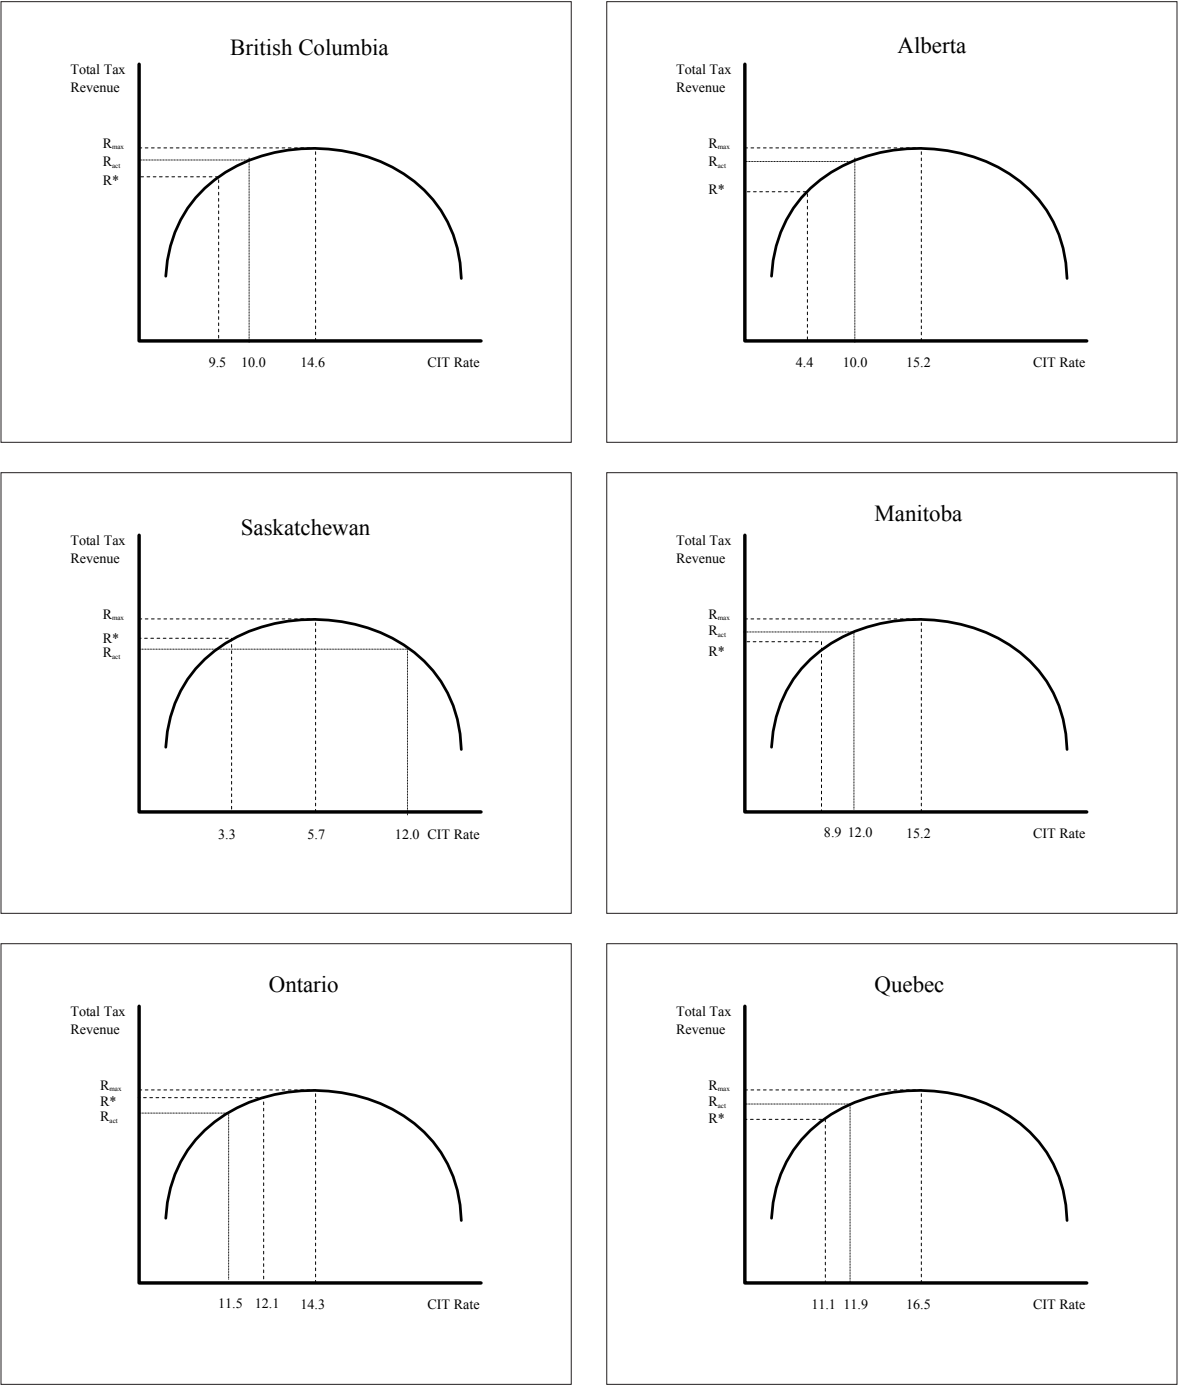 British Columbia
Total Tax
Revenue
Rmax
Ract
R*
9.5 10.0 14.6 CIT Rate
Alberta
Total Tax
Revenue
Rmax
Ract
R*
4.4 10.0 15.2 CIT Rate
Saskatchewan
Total Tax
Revenue
Rmax
R*
Ract
3.3 5.7 12.0 CIT Rate
Manitoba
Total Tax
Revenue
Rmax
Ract
R*
8.9 12.0 15.2 CIT Rate
Ontario
Total Tax
Revenue
Rmax
R*
Ract
11.5 12.1 14.3 CIT Rate
Quebec
Total Tax
Revenue
Rmax
Ract
R*
11.1 11.9 16.5 CIT Rate